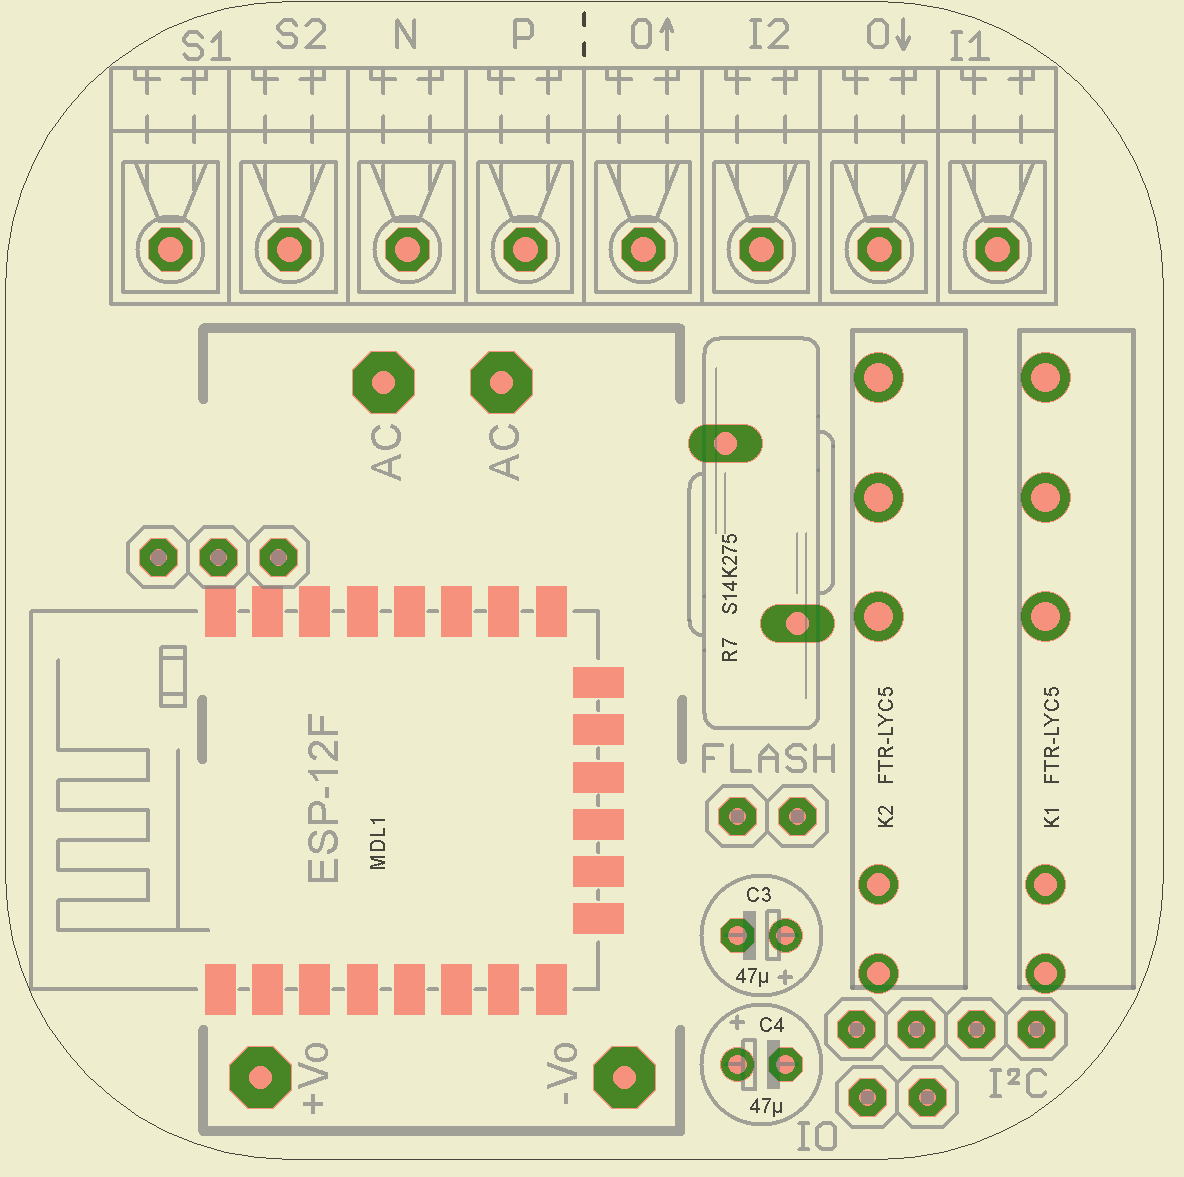 S1 S2 N P O↑ I2 O↓ I1
AC AC
S14K275
R7
FTR-LYC5
K2
FTR-LYC5
K1
ESP-12F
MDL1
FLASH
C3
47µ
+
+
C4
47µ
+Vo
-Vo
I²C
IO